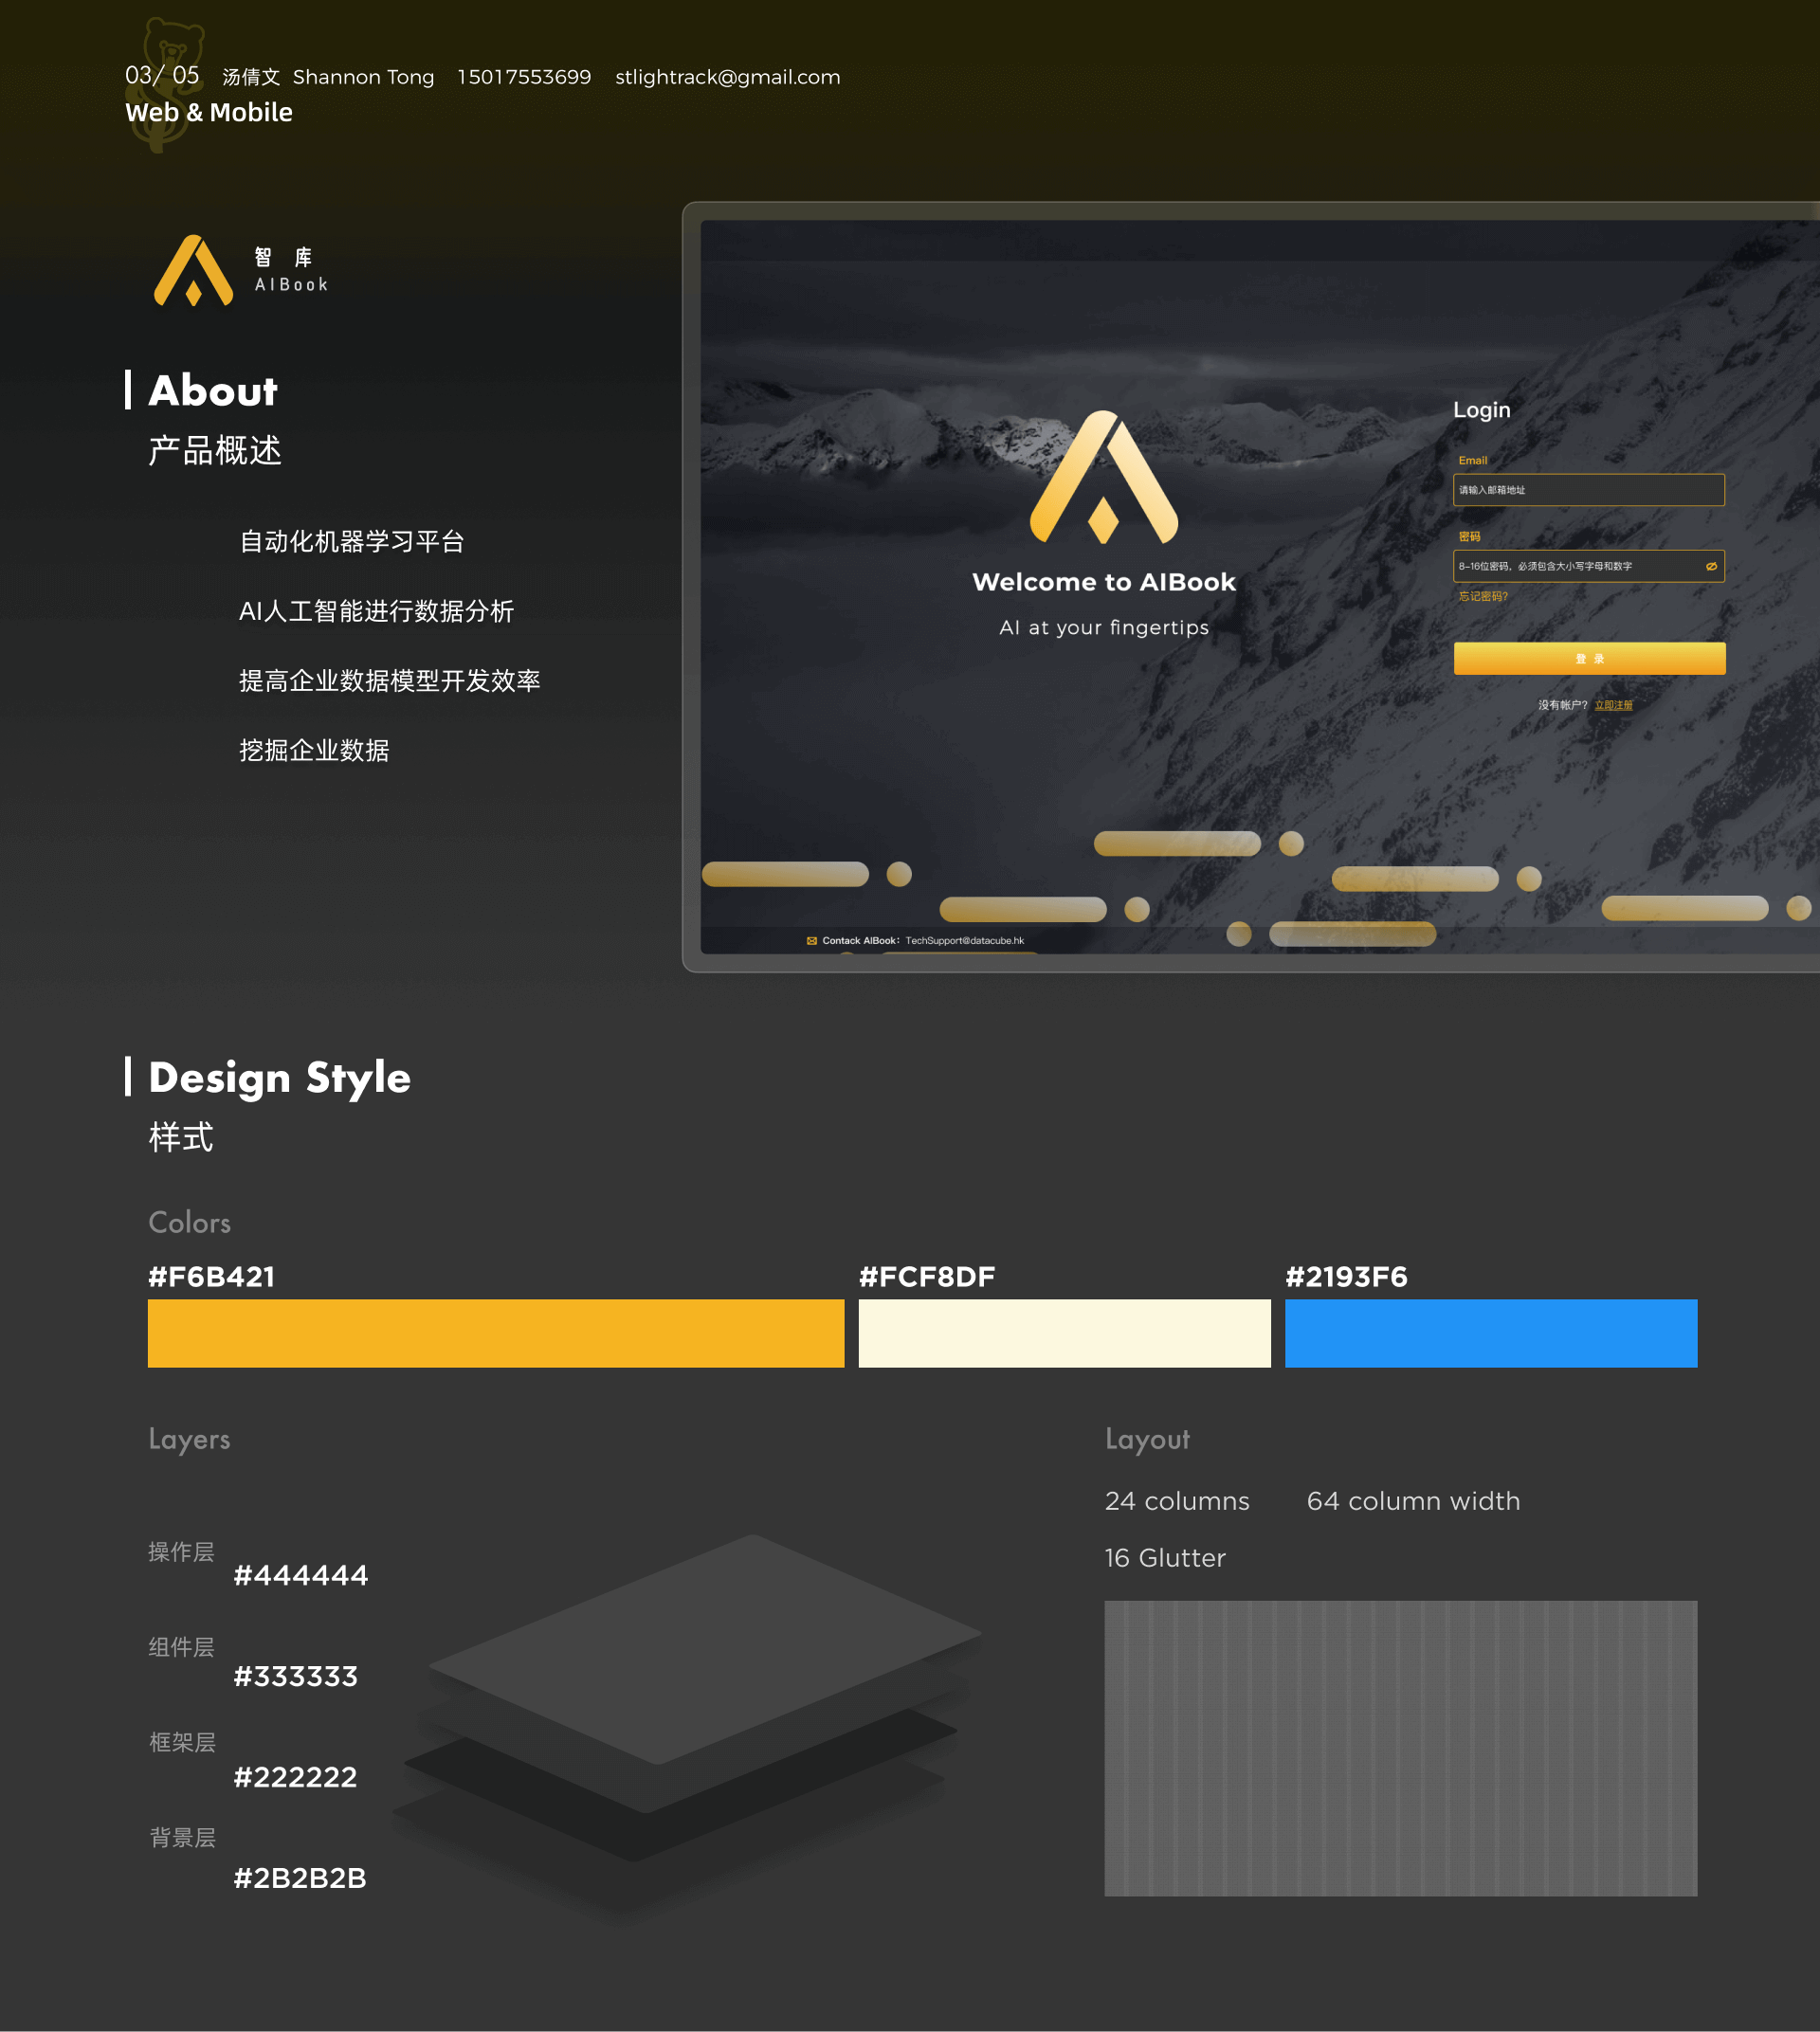 03/ 05 汤倩文 Shannon Tong 15017553699 stlightrack@gmail.com
Web & Mobile
智 库
AIBook
About
产品概述
自动化机器学习平台
AI人工智能进行数据分析
提高企业数据模型开发效率
挖掘企业数据
Welcome to AIBook
AI at your fingertips
Login
Email
请输入邮箱地址
密码
8-16位密码，必须包含大小写字母和数字
忘记密码?
登 录
没有帐户? 立即注册
Contack AIBook： TechSupport@datacube.hk
Design Style
样式
Colors
#F6B421 #FCF8DF #2193F6
Layers
操作层
#444444
组件层
#333333
框架层
#222222
背景层
#2B2B2B
Layout
24 columns 64 column width
16 Glutter